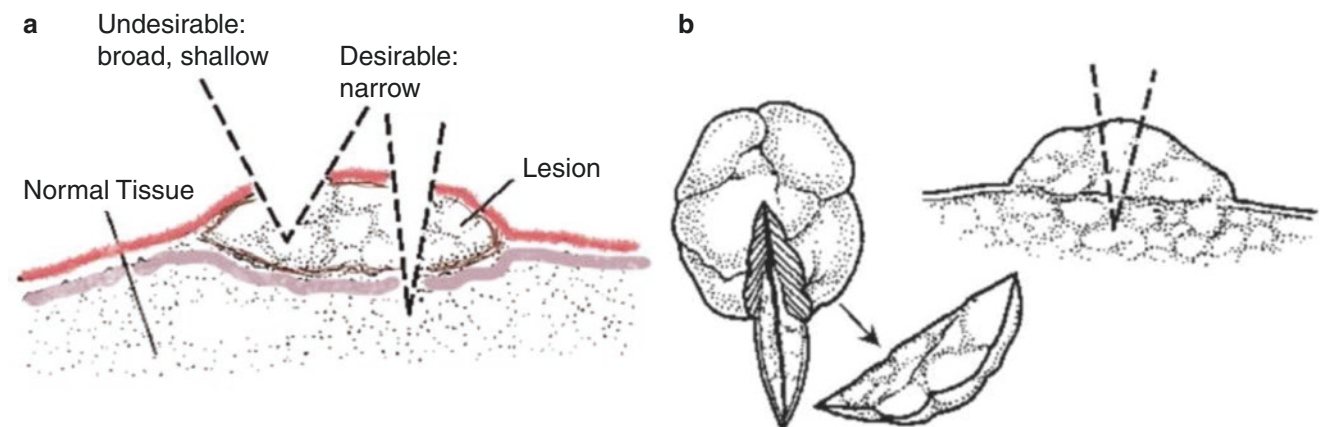 a
Undesirable:
broad, shallow
Desirable:
narrow
Lesion
Normal Tissue
b